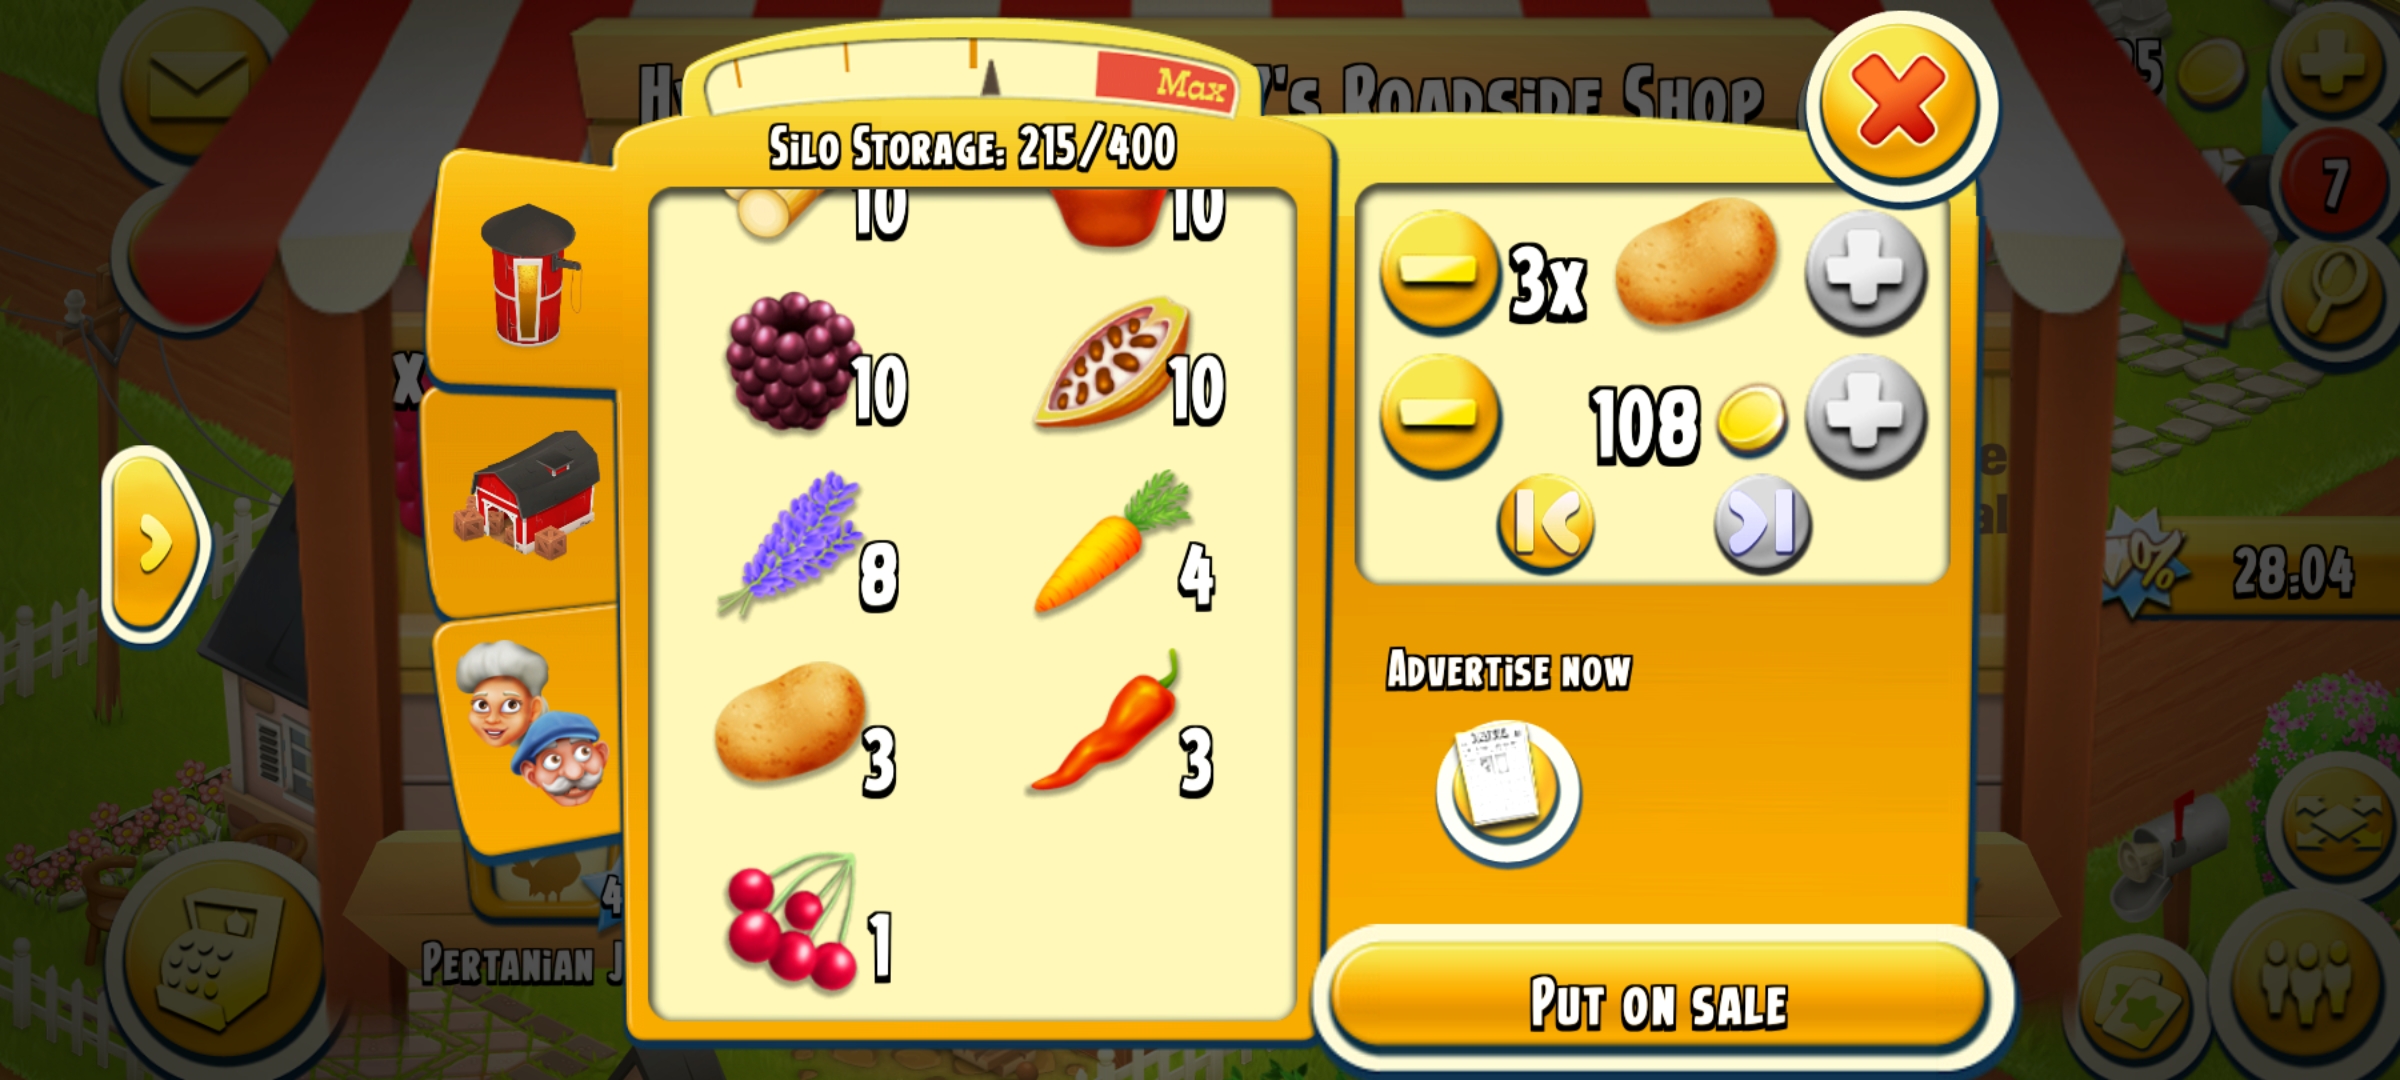 'S ROADSIDE SHOP
Max
SILO STORAGE: 215/400
10
10
10
10
8
4
3
3
1
3x
108
7
X
28:04
ADVERTISE NOW
PUT ON SALE
PERTANIAN J